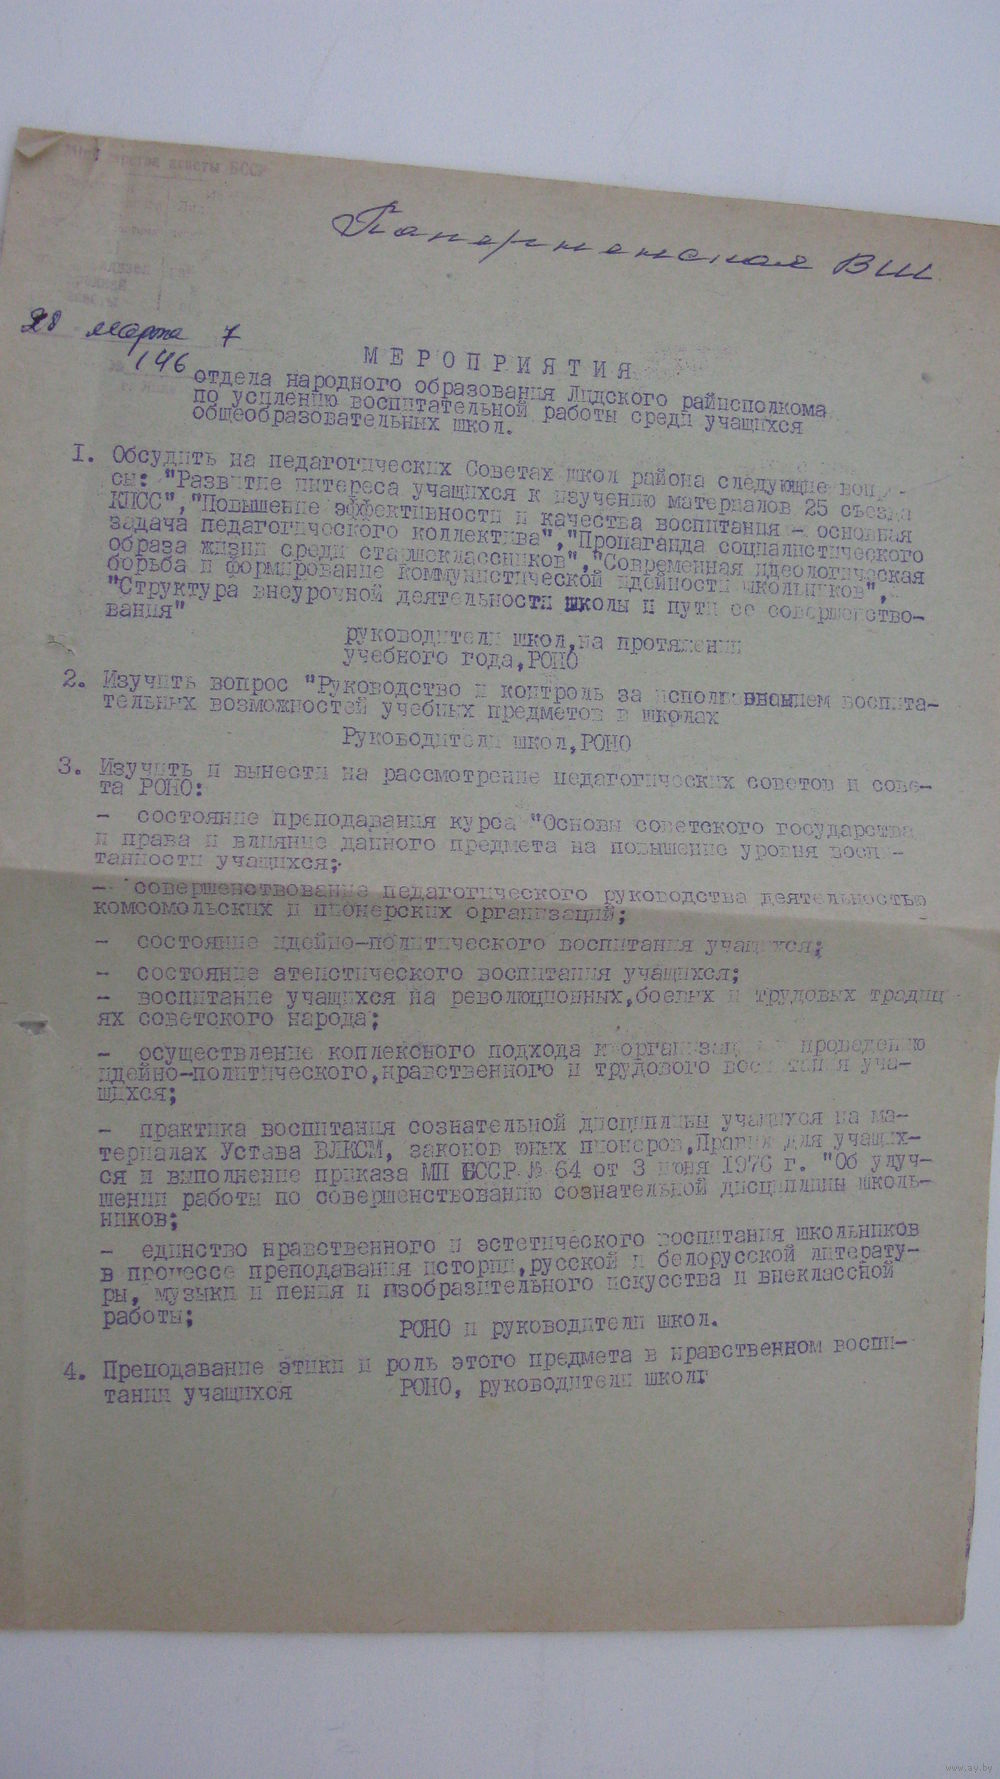 асветы БССР
Папернянская ВШ
28 марта 7
146
МЕРОПРИЯТИЯ
отдела народного образования Лидского райисполкома
по усилению воспитательной работы среди учащихся
общеобразовательных школ.
1. Обсудить на педагогических Советах школ района следующие вопро-
сы: "Развитие интереса учащихся к изучению материалов 25 съезда
КПСС","Повышение эффективности и качества воспитания - основная
задача педагогического коллектива","Пропаганда социалистического
образа жизни среди старшеклассников","Современная идеологическая
борьба и формирование коммунистической идейности школьников",
"Структура внеурочной деятельности школы и пути ее совершенство-
вания"
руководители школ,на протяжении
учебного года,РОНО
2. Изучить вопрос "Руководство и контроль за использованием воспита-
тельных возможностей учебных предметов в школах
Руководители школ,РОНО
3. Изучить и вынести на рассмотрение педагогических советов и сове-
та РОНО:
- состояние преподавания курса "Основы советского государства
и права и влияние данного предмета на повышение уровня воспи-
танности учащихся;
- совершенствование педагогического руководства деятельностью
комсомольских и пионерских организаций;
- состояние идейно-политического воспитания учащихся;
- состояние атеистического воспитания учащихся;
- воспитание учащихся на революционных,боевых и трудовых традиц
ях советского народа;
- осуществление коплексного подхода к организации проведению
идейно-политического,нравственного и трудового воспитания уча-
щихся;
- практика воспитания сознательной дисциплины учащихся на ма-
териалах Устава ВЛКСМ, законов юных пионеров,Правил для учащих-
ся и выполнение приказа МП БССР № 64 от 3 июня 1976 г. "Об улуч-
шении работы по совершенствованию сознательной дисциплины школь-
ников;
- единство нравственного и эстетического воспитания школьников
в процессе преподавания истории,русской и белорусской литерату-
ры, музыки и пения и изобразительного искусства и внеклассной
работы;
РОНО и руководители школ.
4. Преподавание этики и роль этого предмета в нравственном воспи-
тании учащихся РОНО, руководители школ
www.ay.by